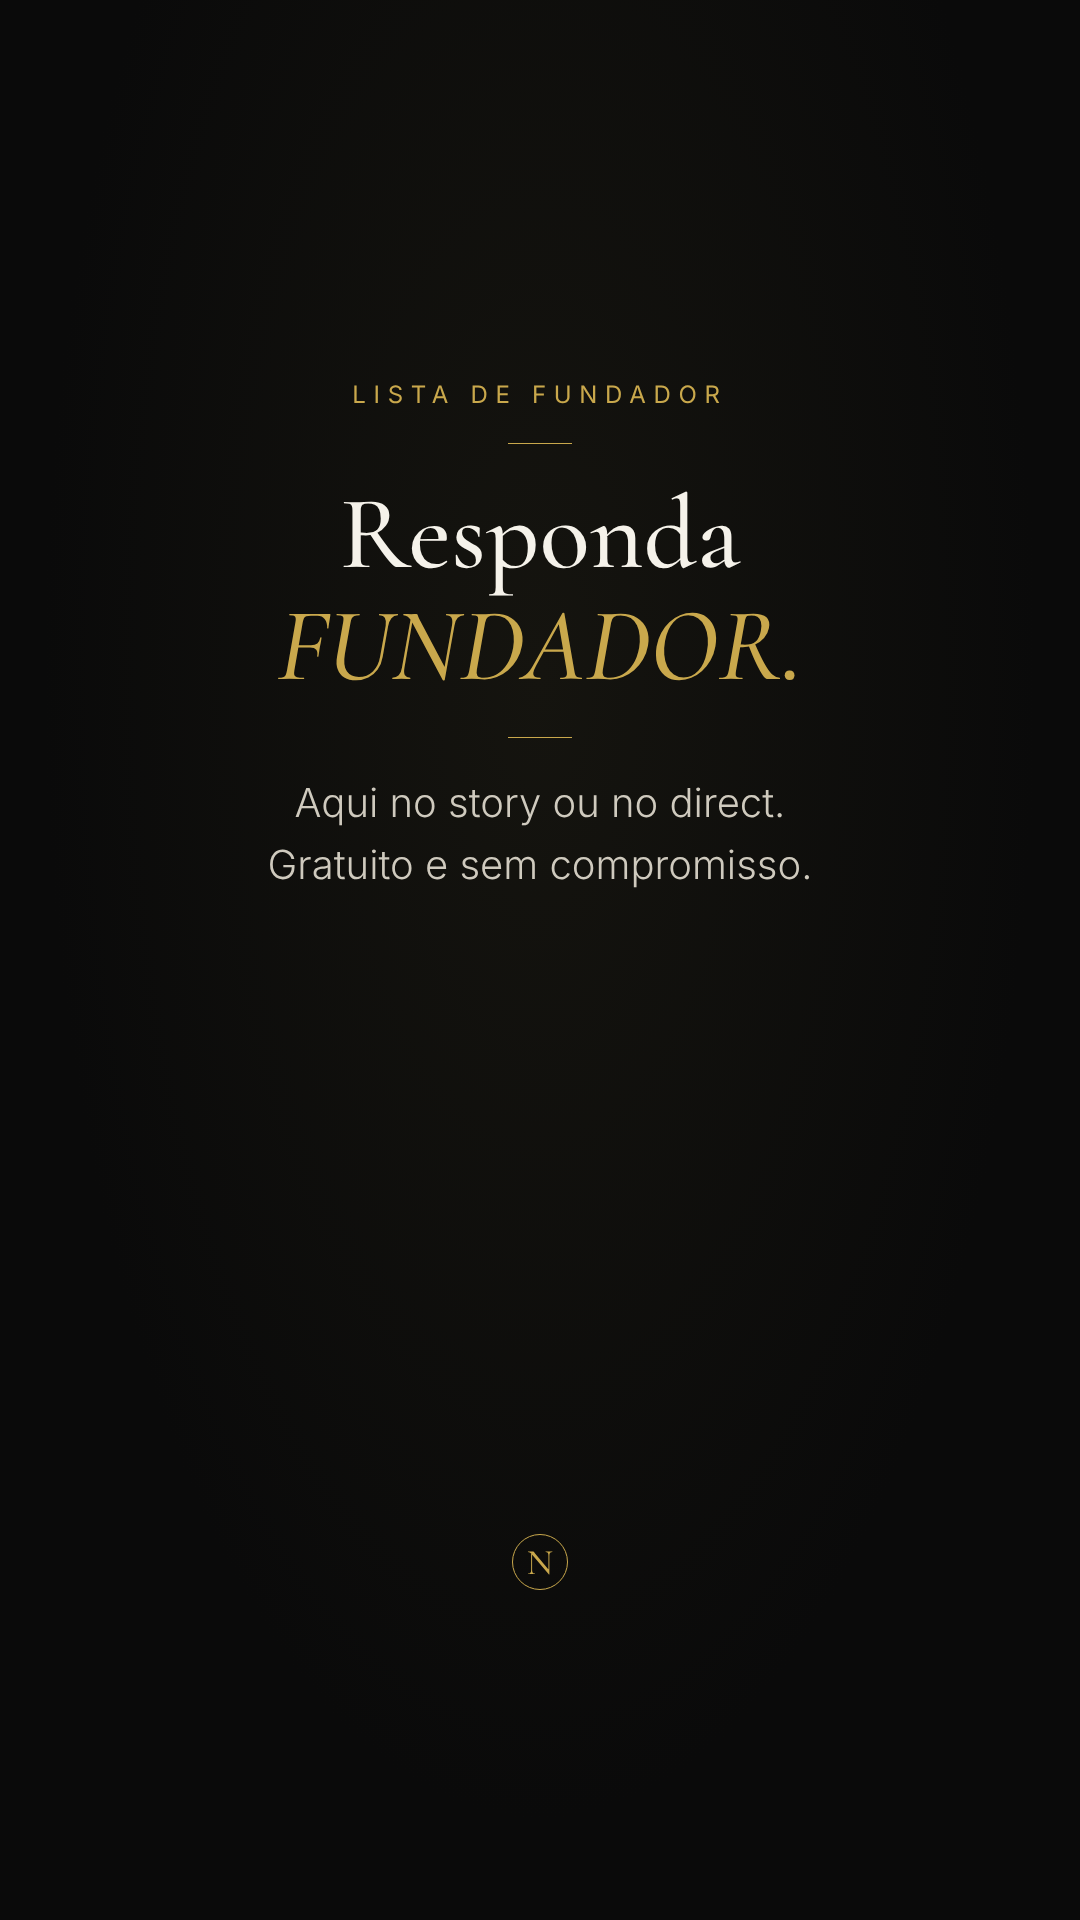 LISTA DE FUNDADOR
Responda
FUNDADOR.
Aqui no story ou no direct.
Gratuito e sem compromisso.
N